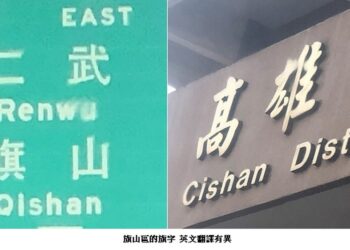 EAST
仁武
Renwu
旗山
Qishan
高雄
Cishan Dist
旗山區的旗字 英文翻譯有異